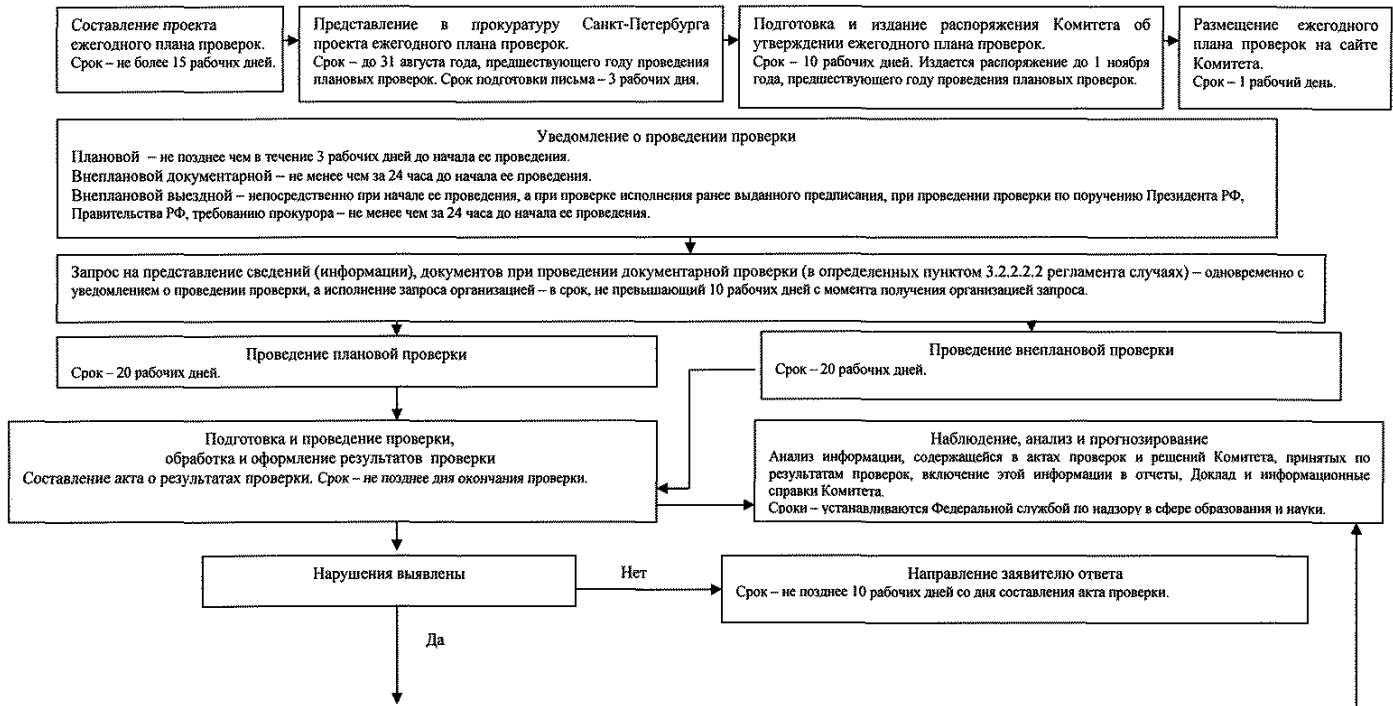 Составление проекта
ежегодного плана проверок.
Срок – не более 15 рабочих дней.
Представление в прокуратуру Санкт-Петербурга
проекта ежегодного плана проверок.
Срок – до 31 августа года, предшествующего году проведения
плановых проверок. Срок подготовки письма – 3 рабочих дня.
Подготовка и издание распоряжения Комитета об
утверждении ежегодного плана проверок.
Срок – 10 рабочих дней. Издается распоряжение до 1 ноября
года, предшествующего году проведения плановых проверок.
Размещение ежегодного
плана проверок на сайте
Комитета.
Срок – 1 рабочий день.
Уведомление о проведении проверки
Плановой – не позднее чем в течение 3 рабочих дней до начала ее проведения.
Внеплановой документарной – не менее чем за 24 часа до начала ее проведения.
Внеплановой выездной – непосредственно при начале ее проведения, а при проверке исполнения ранее выданного предписания, при проведении проверки по поручению Президента РФ,
Правительства РФ, требованию прокурора – не менее чем за 24 часа до начала ее проведения.
Запрос на представление сведений (информации), документов при проведении документарной проверки (в определенных пунктом 3.2.2.2.2 регламента случаях) – одновременно с
уведомлением о проведении проверки, а исполнение запроса организацией – в срок, не превышающий 10 рабочих дней с момента получения организацией запроса.
Проведение плановой проверки
Срок – 20 рабочих дней.
Проведение внеплановой проверки
Срок – 20 рабочих дней.
Подготовка и проведение проверки,
обработка и оформление результатов проверки
Составление акта о результатах проверки. Срок – не позднее дня окончания проверки.
Наблюдение, анализ и прогнозирование
Анализ информации, содержащейся в актах проверок и решений Комитета, принятых по
результатам проверок, включение этой информации в отчеты, Доклад и информационные
справки Комитета.
Сроки – устанавливаются Федеральной службой по надзору в сфере образования и науки.
Нарушения выявлены
Нет
Направление заявителю ответа
Срок – не позднее 10 рабочих дней со дня составления акта проверки.
Да